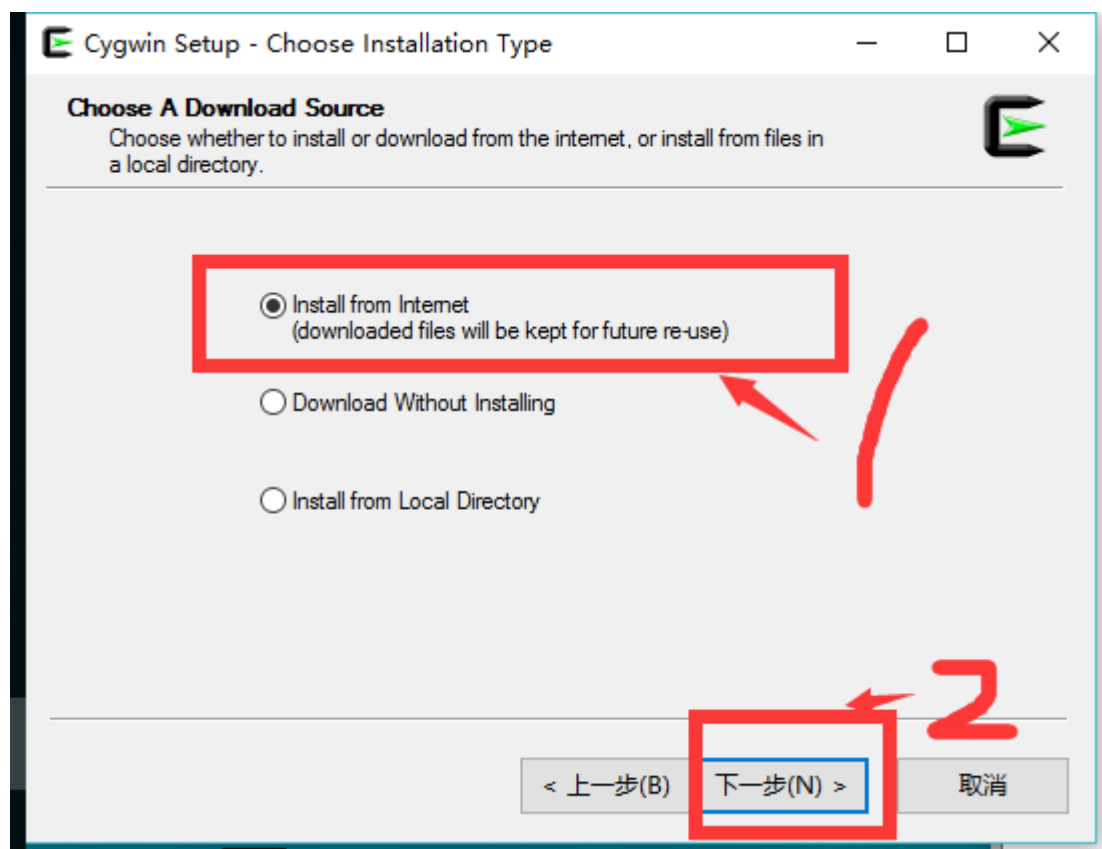 Cygwin Setup - Choose Installation Type
Choose A Download Source
Choose whether to install or download from the internet, or install from files in
a local directory.
Install from Internet
(downloaded files will be kept for future re-use)
1
Download Without Installing
Install from Local Directory
2
< 上一步(B)
下一步(N) >
取消